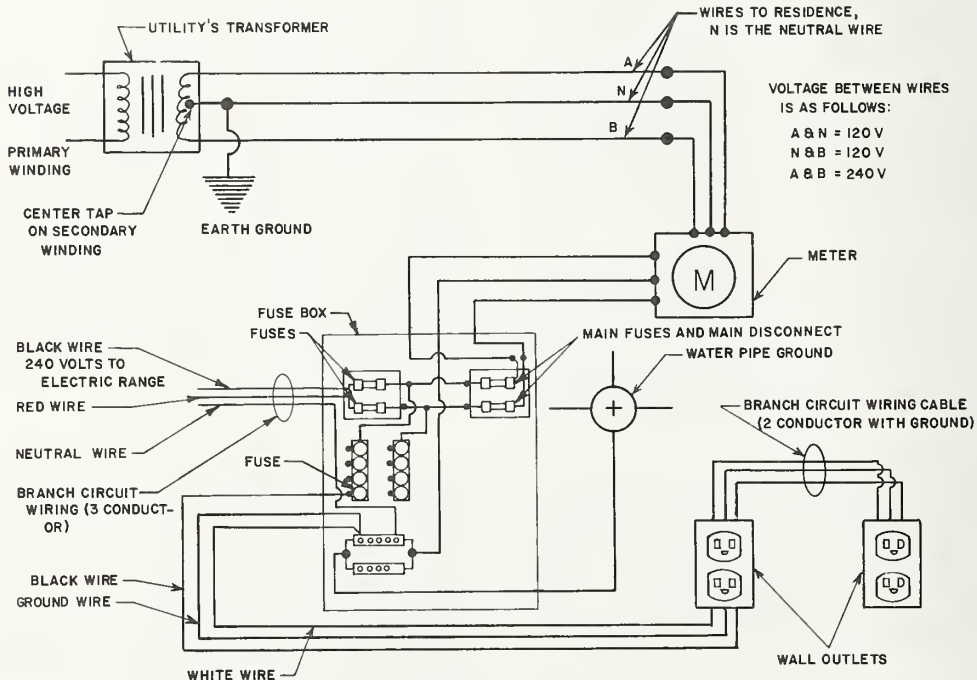 UTILITY'S TRANSFORMER
WIRES TO RESIDENCE,
N IS THE NEUTRAL WIRE
A
N
B
HIGH
VOLTAGE
PRIMARY
WINDING
VOLTAGE BETWEEN WIRES
IS AS FOLLOWS:
A & N = 120 V
N & B = 120 V
A & B = 240 V
CENTER TAP
ON SECONDARY
WINDING
EARTH GROUND
METER
M
FUSE BOX
FUSES
MAIN FUSES AND MAIN DISCONNECT
WATER PIPE GROUND
BLACK WIRE
240 VOLTS TO
ELECTRIC RANGE
RED WIRE
NEUTRAL WIRE
BRANCH CIRCUIT
WIRING (3 CONDUCT-
OR)
FUSE
BRANCH CIRCUIT WIRING CABLE
(2 CONDUCTOR WITH GROUND)
BLACK WIRE
GROUND WIRE
WHITE WIRE
WALL OUTLETS